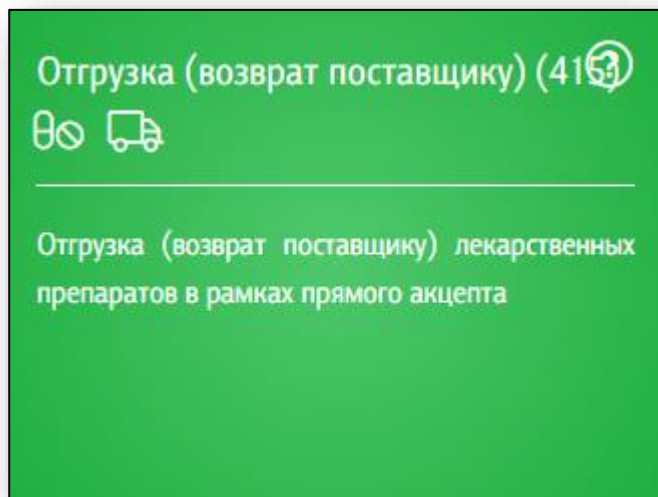 Отгрузка (возврат поставщику) (415)
Отгрузка (возврат поставщику) лекарственных
препаратов в рамках прямого акцепта